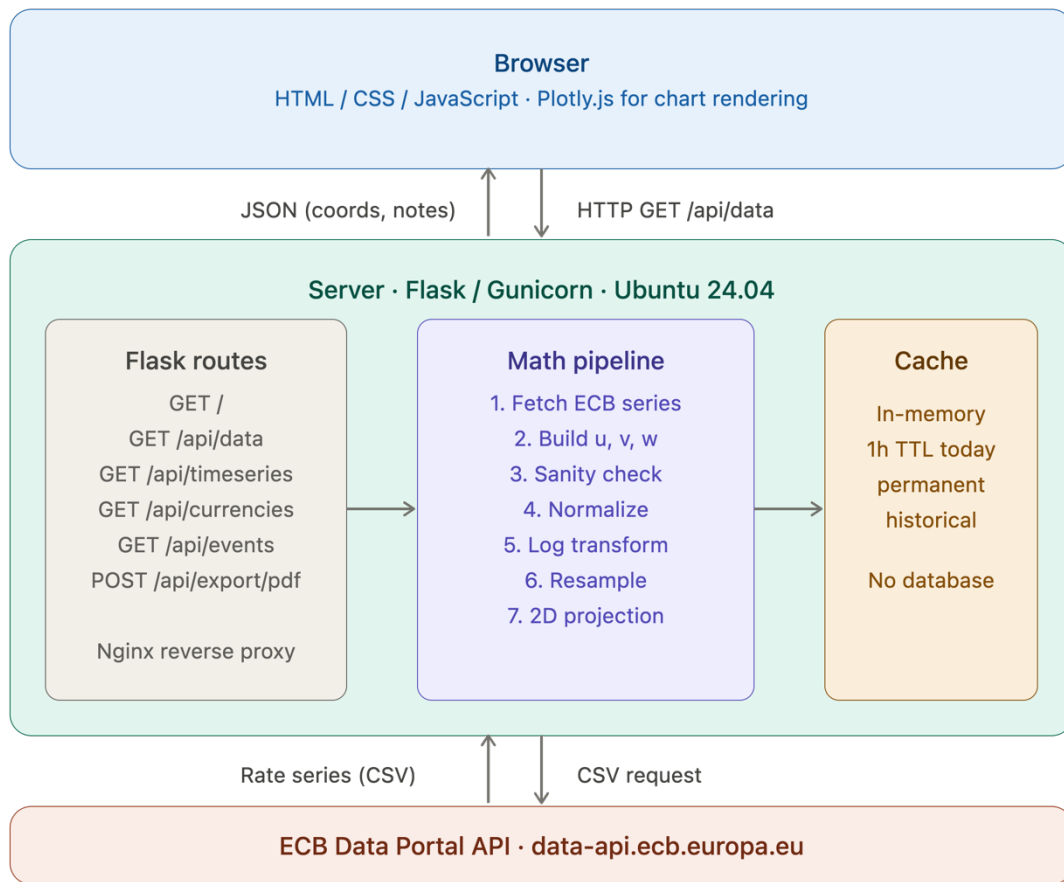 Browser
HTML / CSS / JavaScript · Plotly.js for chart rendering
JSON (coords, notes)
HTTP GET /api/data
Server · Flask / Gunicorn · Ubuntu 24.04
Flask routes
GET /
GET /api/data
GET /api/timeseries
GET /api/currencies
GET /api/events
POST /api/export/pdf
Nginx reverse proxy
Math pipeline
1. Fetch ECB series
2. Build u, v, w
3. Sanity check
4. Normalize
5. Log transform
6. Resample
7. 2D projection
Cache
In-memory
1h TTL today
permanent
historical
No database
Rate series (CSV)
CSV request
ECB Data Portal API · data-api.ecb.europa.eu